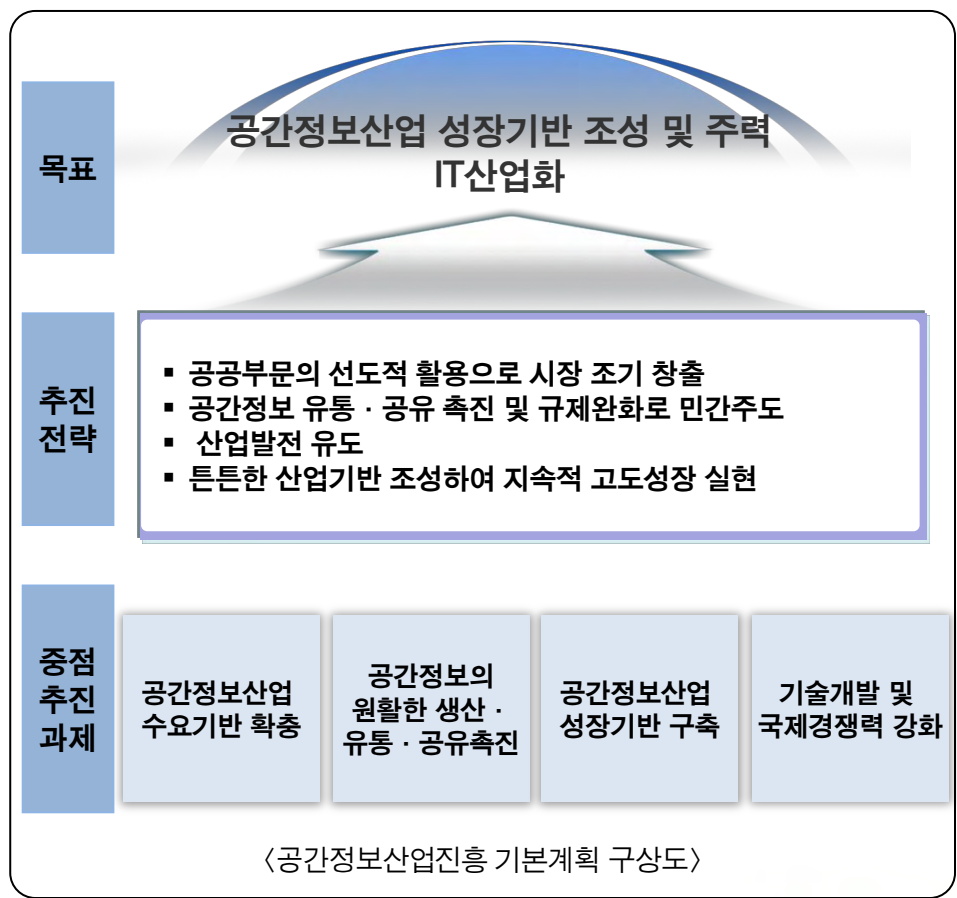 목표
공간정보산업 성장기반 조성 및 주력
IT산업화
추진
전략
▪ 공공부문의 선도적 활용으로 시장 조기 창출
▪ 공간정보 유통 · 공유 촉진 및 규제완화로 민간주도
▪ 산업발전 유도
▪ 튼튼한 산업기반 조성하여 지속적 고도성장 실현
중점
추진
과제
공간정보산업
수요기반 확충
공간정보의
원활한 생산 ·
유통 · 공유촉진
공간정보산업
성장기반 구축
기술개발 및
국제경쟁력 강화
〈공간정보산업진흥 기본계획 구상도〉